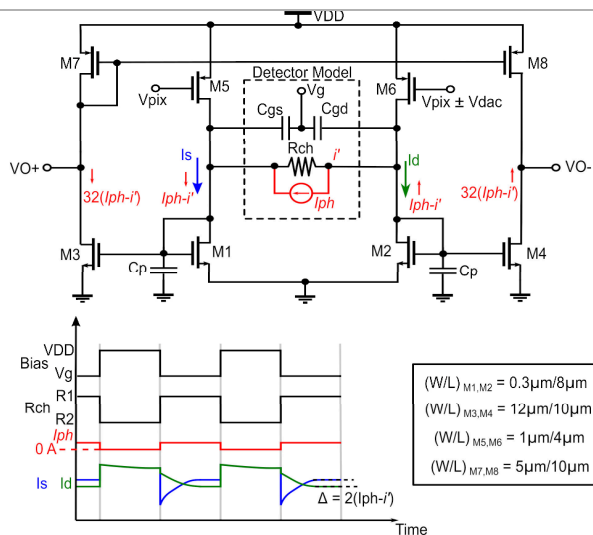 VDD
M7
M8
M5
Detector Model
M6
Vpix
Vg
Vpix ± Vdac
Cgs
Cgd
Rch
Is
i'
Id
VO+
VO-
32(Iph-i')
Iph-i'
Iph
Iph-i'
32(Iph-i')
M3
M1
M2
M4
Cp
Cp
VDD
Bias
Vg
R1
Rch
R2
Iph
0 A
Is
Id
Δ = 2(Iph-i')
Time
(W/L) M1,M2 = 0.3µm/8µm
(W/L) M3,M4 = 12µm/10µm
(W/L) M5,M6 = 1µm/4µm
(W/L) M7,M8 = 5µm/10µm